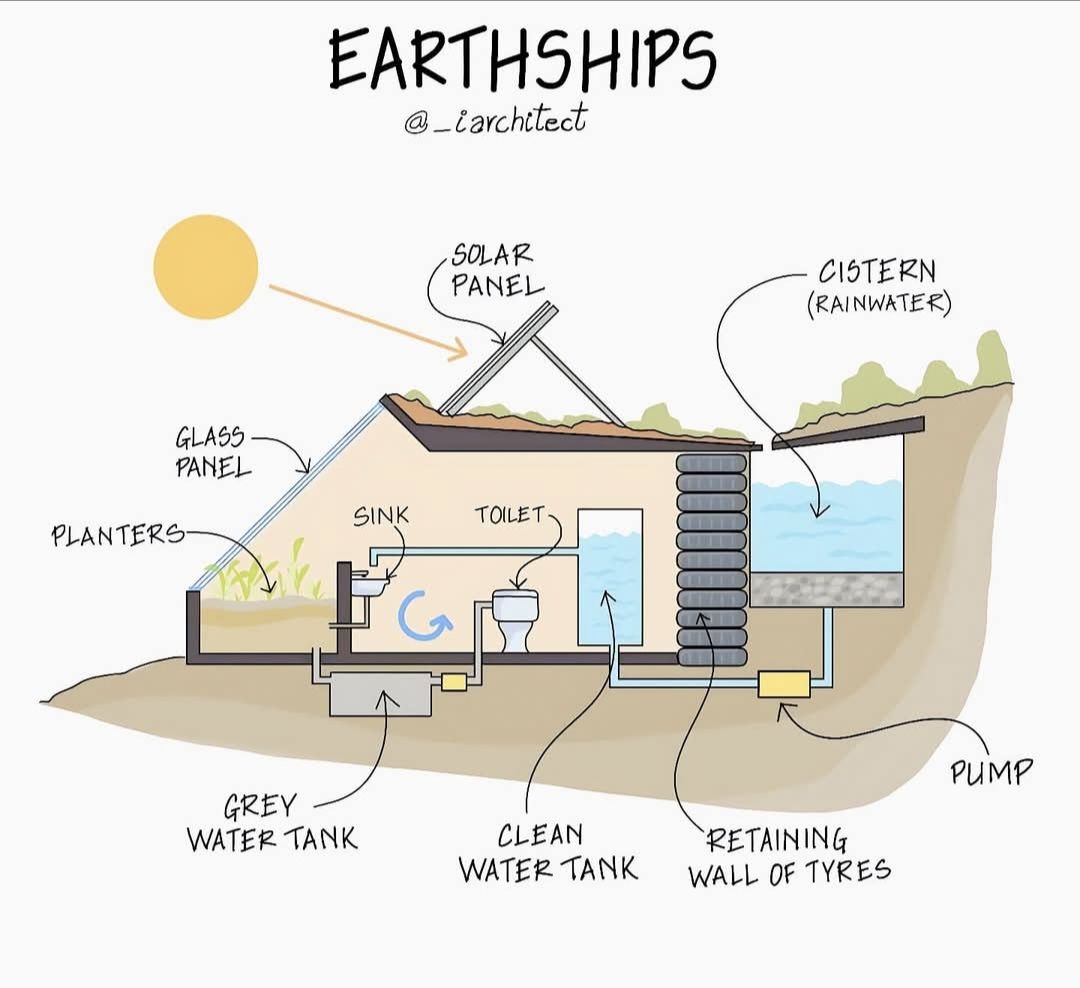 EARTHSHIPS
@_iarchitect
SOLAR
PANEL
CISTERN
(RAINWATER)
GLASS
PANEL
PLANTERS
SINK
TOILET
PUMP
GREY
WATER TANK
CLEAN
WATER TANK
RETAINING
WALL OF TYRES